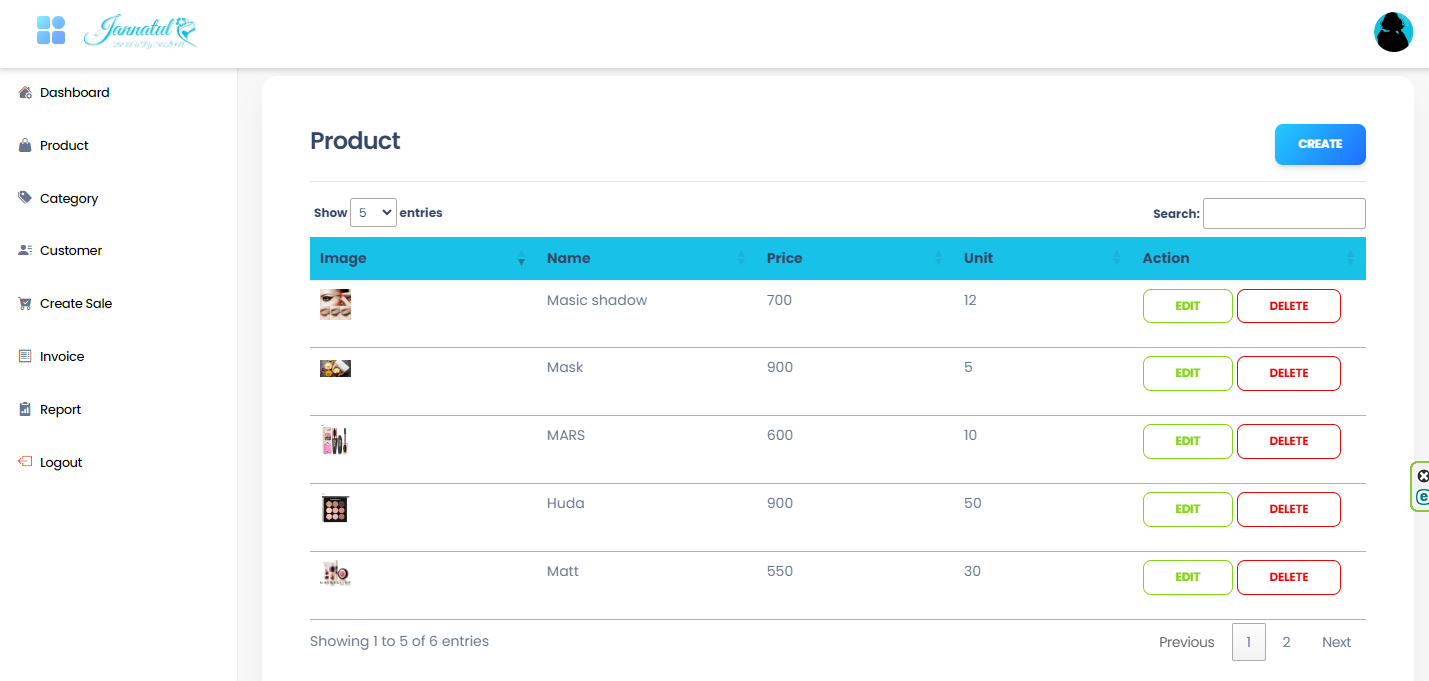 Jannatul
Dashboard
Product
Category
Customer
Create Sale
Invoice
Report
Logout
Product
CREATE
Show 5 entries
Search:
Image Name Price Unit Action
Masic shadow 700 12 EDIT DELETE
Mask 900 5 EDIT DELETE
MARS 600 10 EDIT DELETE
Huda 900 50 EDIT DELETE
Matt 550 30 EDIT DELETE
Showing 1 to 5 of 6 entries
Previous 1 2 Next